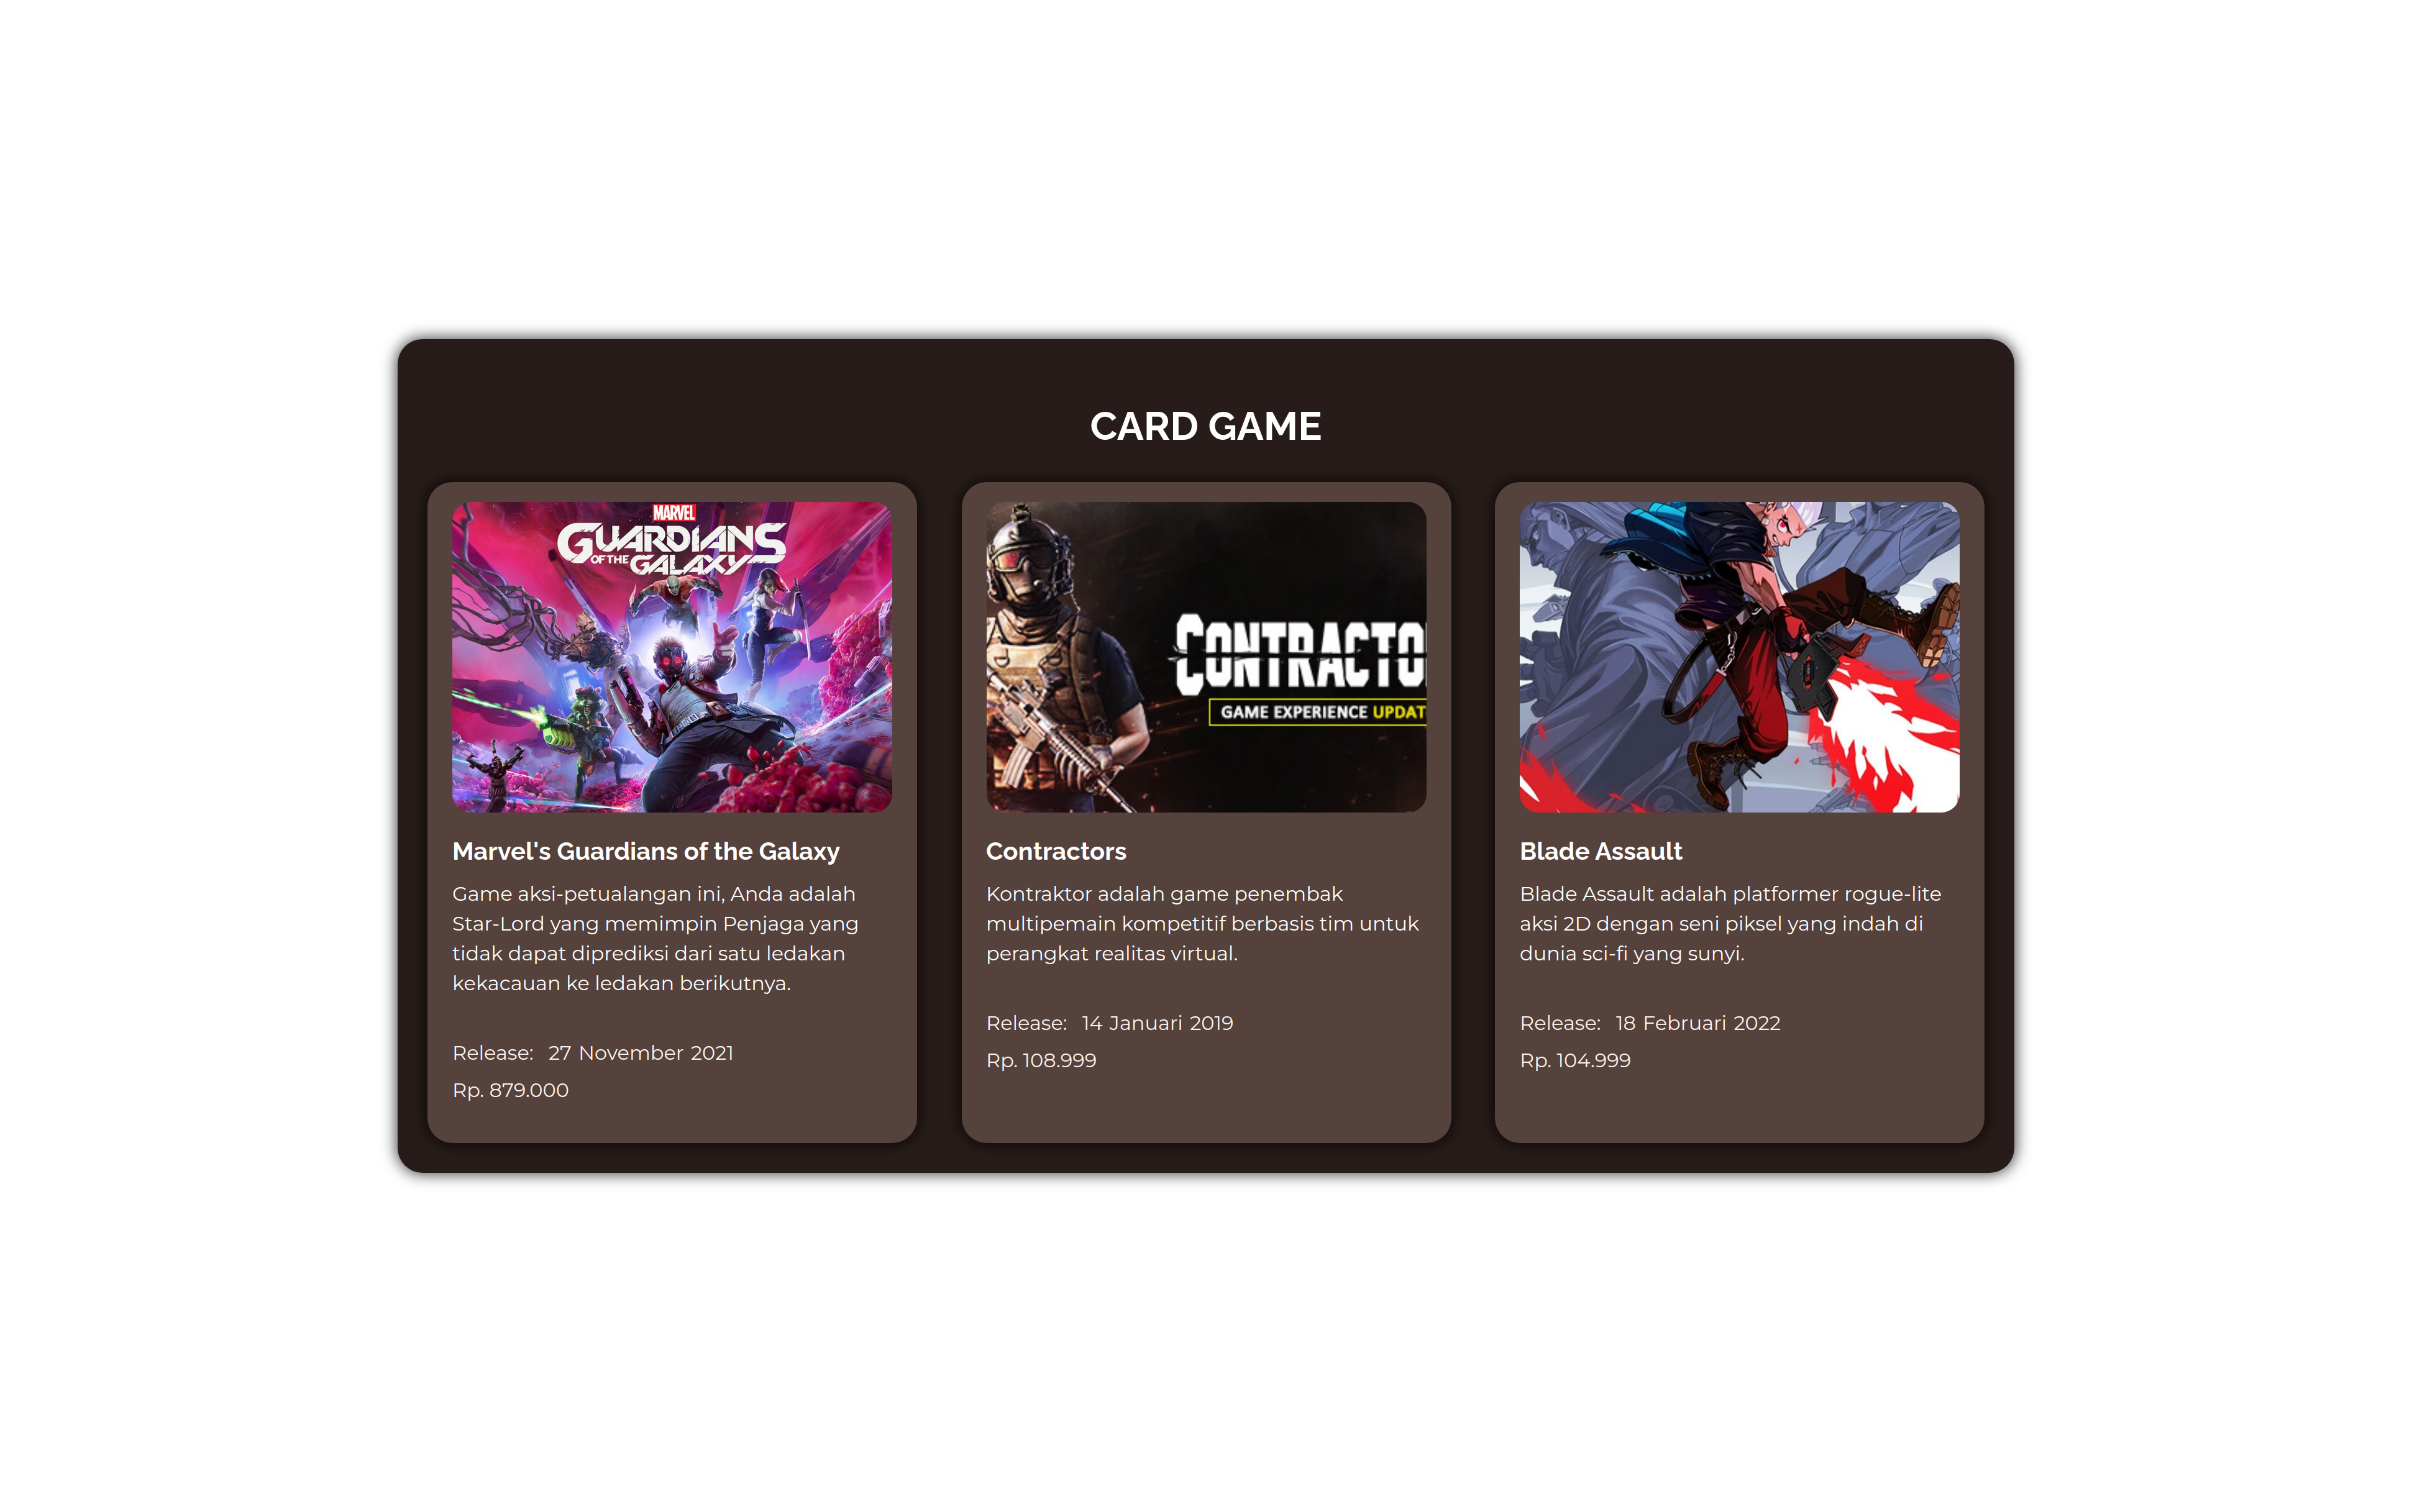 CARD GAME
MARVEL
GUARDIANS
OF THE GALAXY
Marvel's Guardians of the Galaxy
Game aksi-petualangan ini, Anda adalah
Star-Lord yang memimpin Penjaga yang
tidak dapat diprediksi dari satu ledakan
kekacauan ke ledakan berikutnya.
Release: 27 November 2021
Rp. 879.000
CONTRACTO
GAME EXPERIENCE UPDAT
Contractors
Kontraktor adalah game penembak
multipemain kompetitif berbasis tim untuk
perangkat realitas virtual.
Release: 14 Januari 2019
Rp. 108.999
Blade Assault
Blade Assault adalah platformer rogue-lite
aksi 2D dengan seni piksel yang indah di
dunia sci-fi yang sunyi.
Release: 18 Februari 2022
Rp. 104.999